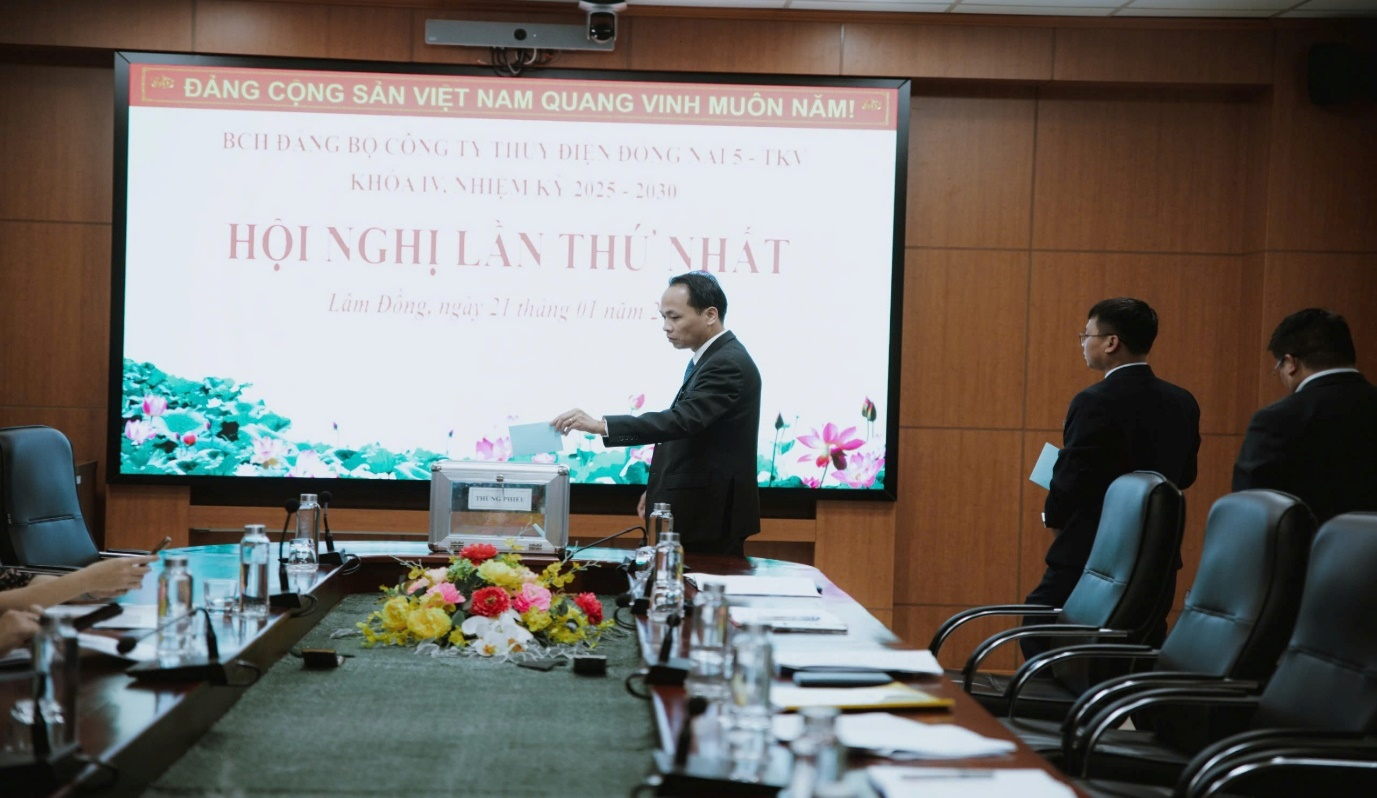 ĐẢNG CỘNG SẢN VIỆT NAM QUANG VINH MUÔN NĂM!
BCH ĐẢNG BỘ CÔNG TY THỦY ĐIỆN ĐỒNG NAI 5 - TKV
KHÓA IV, NHIỆM KỲ 2025 - 2030
HỘI NGHỊ LẦN THỨ NHẤT
Lâm Đồng, ngày 21 tháng 01 năm 2
THÙNG PHIẾU